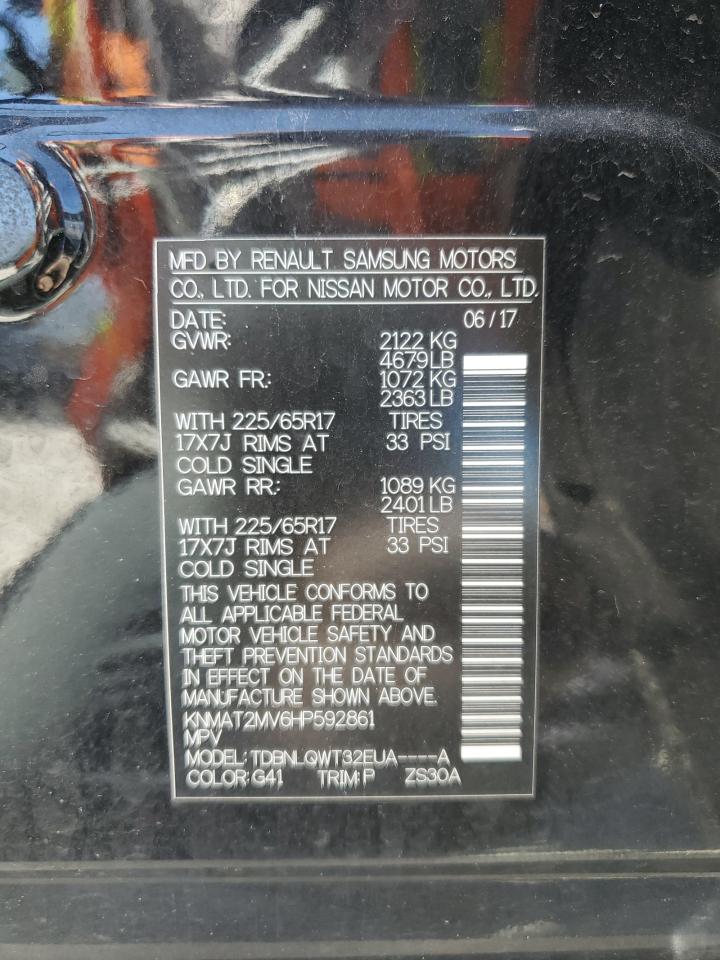 MFD BY RENAULT SAMSUNG MOTORS
CO., LTD. FOR NISSAN MOTOR CO., LTD.
DATE: 06/17
GVWR: 2122 KG
4679LB
GAWR FR.: 1072 KG
2363 LB
WITH 225/65R17 TIRES
17X7J RIMS AT 33 PSI
COLD SINGLE
GAWR RR.: 1089 KG
2401 LB
WITH 225/65R17 TIRES
17X7J RIMS AT 33 PSI
COLD SINGLE
THIS VEHICLE CONFORMS TO
ALL APPLICABLE FEDERAL
MOTOR VEHICLE SAFETY AND
THEFT PREVENTION STANDARDS
IN EFFECT ON THE DATE OF
MANUFACTURE SHOWN ABOVE.
KNMAT2MV6HP592861
MPV
MODEL: TDBNLQWT32EUA----A
COLOR: G41 TRIM: P ZS30A